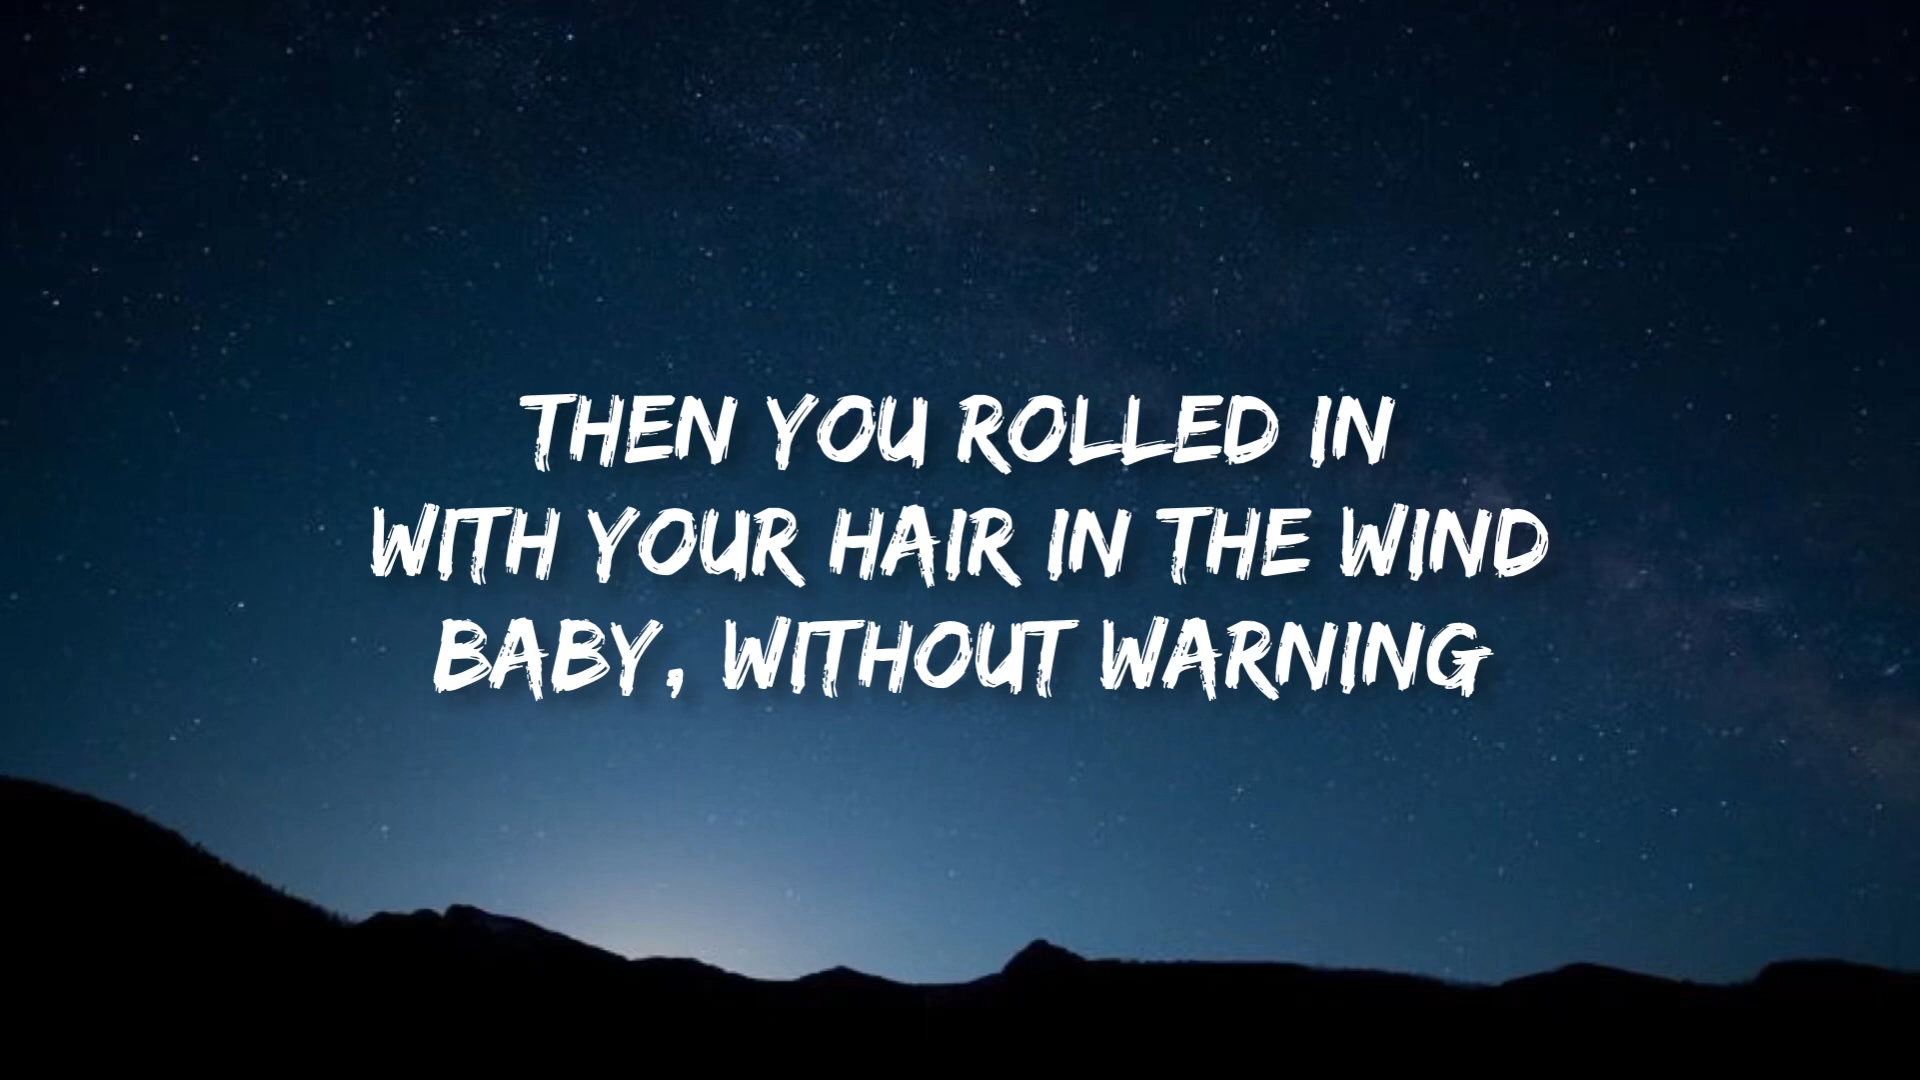 THEN YOU ROLLED IN
WITH YOUR HAIR IN THE WIND
BABY, WITHOUT WARNING